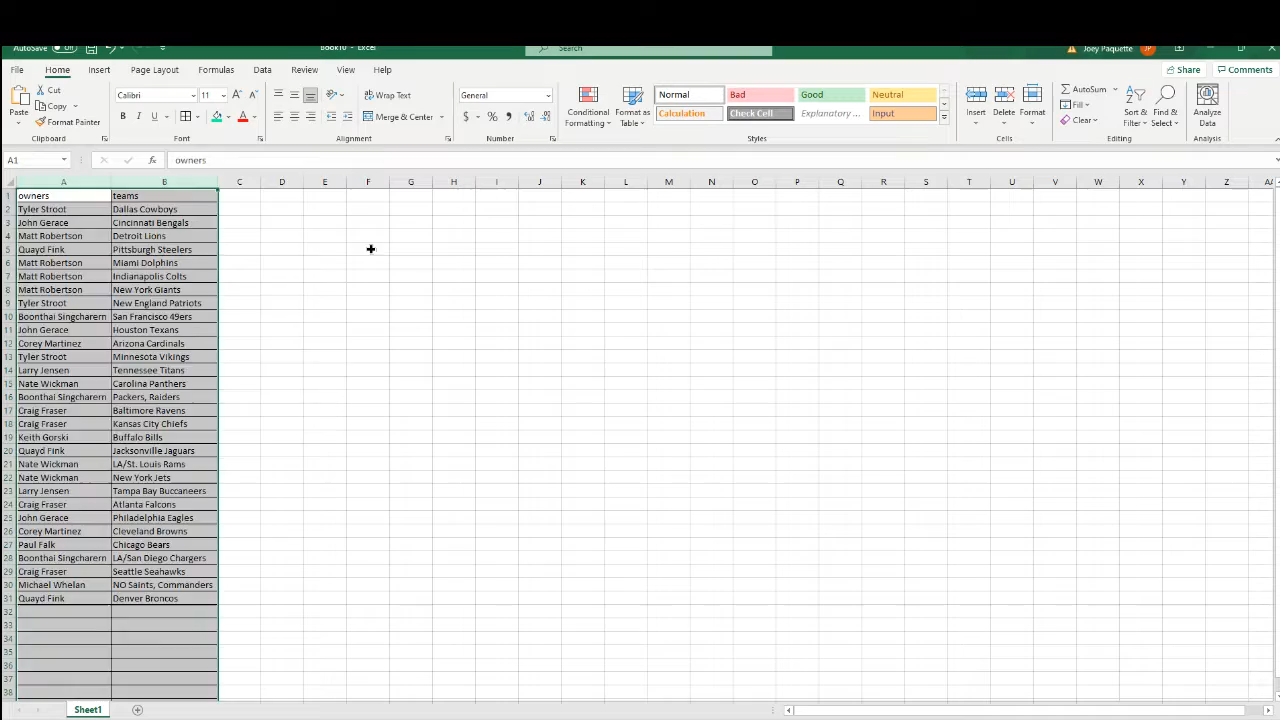 AutoSave Off Book10 - Excel Search Joey Paquette JP
File Home Insert Page Layout Formulas Data Review View Help Share Comments
Paste Cut Calibri 11 Wrap Text General Conditional Formatting Format as Table Normal Bad Good Neutral Insert Delete Format AutoSum Sort & Filter Find & Select Analyze Data
Copy Fill
Format Painter B I U Merge & Center $ % Calculation Check Cell Explanatory ... Input Clear
Clipboard Font Alignment Number Styles Cells Editing Analysis
A1 fx owners
A B C D E F G H I J K L M N O P Q R S T U V W X Y Z AA
1 owners teams
2 Tyler Stroot Dallas Cowboys
3 John Gerace Cincinnati Bengals
4 Matt Robertson Detroit Lions
5 Quayd Fink Pittsburgh Steelers
6 Matt Robertson Miami Dolphins
7 Matt Robertson Indianapolis Colts
8 Matt Robertson New York Giants
9 Tyler Stroot New England Patriots
10 Boonthai Singcharern San Francisco 49ers
11 John Gerace Houston Texans
12 Corey Martinez Arizona Cardinals
13 Tyler Stroot Minnesota Vikings
14 Larry Jensen Tennessee Titans
15 Nate Wickman Carolina Panthers
16 Boonthai Singcharern Packers, Raiders
17 Craig Fraser Baltimore Ravens
18 Craig Fraser Kansas City Chiefs
19 Keith Gorski Buffalo Bills
20 Quayd Fink Jacksonville Jaguars
21 Nate Wickman LA/St. Louis Rams
22 Nate Wickman New York Jets
23 Larry Jensen Tampa Bay Buccaneers
24 Craig Fraser Atlanta Falcons
25 John Gerace Philadelphia Eagles
26 Corey Martinez Cleveland Browns
27 Paul Falk Chicago Bears
28 Boonthai Singcharern LA/San Diego Chargers
29 Craig Fraser Seattle Seahawks
30 Michael Whelan NO Saints, Commanders
31 Quayd Fink Denver Broncos
32
33
34
35
36
37
38
Sheet1